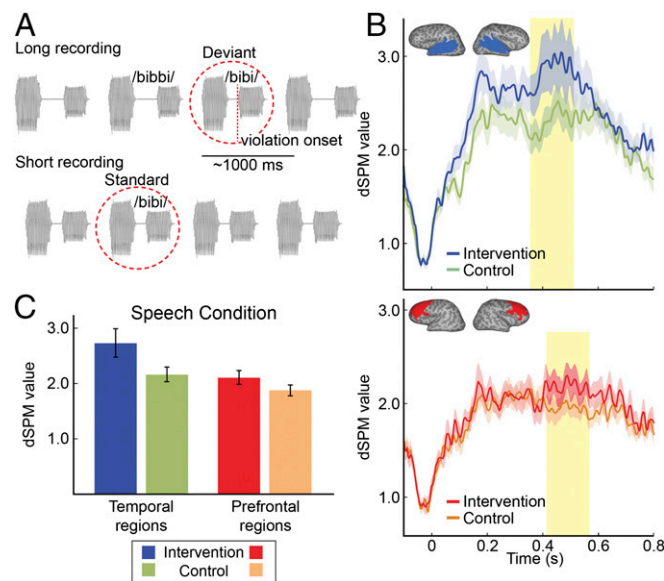 A
Long recording
Deviant
/bibbi/
/bibi/
violation onset
~1000 ms
Short recording
Standard
/bibi/
B
dSPM value
3.0
2.0
1.0
Intervention
Control
dSPM value
3.0
2.0
1.0
Intervention
Control
0
0.2
0.4
0.6
0.8
Time (s)
C
Speech Condition
dSPM value
3.0
2.0
1.0
Temporal regions
Prefrontal regions
Intervention
Control